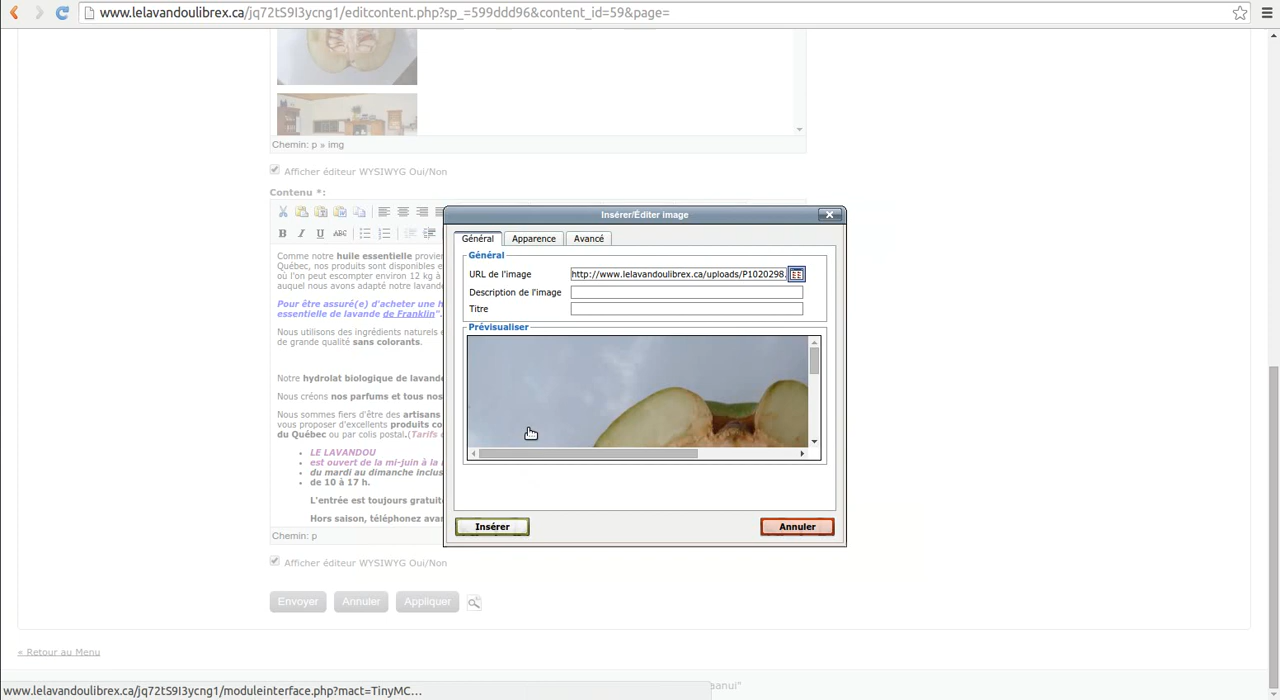 www.lelavandoulibrex.ca/jq72tS9I3ycng1/editcontent.php?sp_=599ddd96&content_id=59&page=
Chemin: p » img
Afficher éditeur WYSIWYG Oui/Non
Contenu *:
B I U ABC
Comme notre huile essentielle provie
Québec, nos produits sont disponibles e
où l'on peut escompter environ 12 kg à
auquel nous avons adapté notre lavande
Pour être assuré(e) d'acheter une h
essentielle de lavande de Franklin".
Nous utilisons des ingrédients naturels e
de grande qualité sans colorants.
Notre hydrolat biologique de lavande
Nous créons nos parfums et tous nos
Nous sommes fiers d'être des artisans
vous proposer d'excellents produits co
du Québec ou par colis postal.(Tarifs
LE LAVANDOU
est ouvert de la mi-juin à la
du mardi au dimanche inclus
de 10 à 17 h.
L'entrée est toujours gratuite
Hors saison, téléphonez avan
Chemin: p
Afficher éditeur WYSIWYG Oui/Non
Envoyer Annuler Appliquer
« Retour au Menu
aanui"
www.lelavandoulibrex.ca/jq72tS9I3ycng1/moduleinterface.php?mact=TinyMC...
Insérer/Éditer image
Général Apparence Avancé
Général
URL de l'image http://www.lelavandoulibrex.ca/uploads/P1020298.
Description de l'image
Titre
Prévisualiser
Insérer Annuler